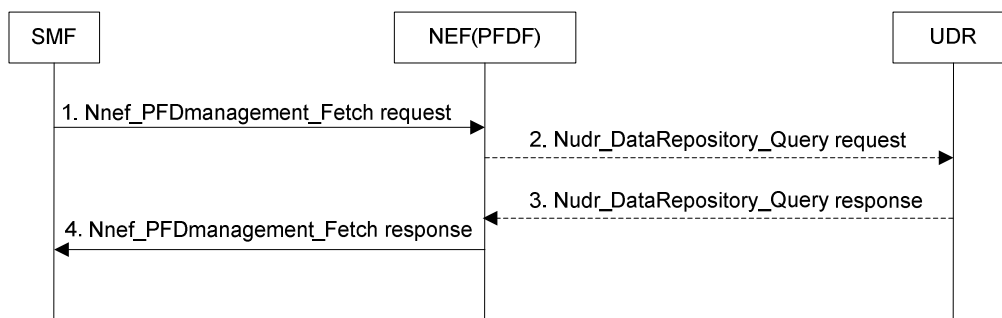 SMF
NEF(PFDF)
UDR
1. Nnef_PFDmanagement_Fetch request
2. Nudr_DataRepository_Query request
3. Nudr_DataRepository_Query response
4. Nnef_PFDmanagement_Fetch response